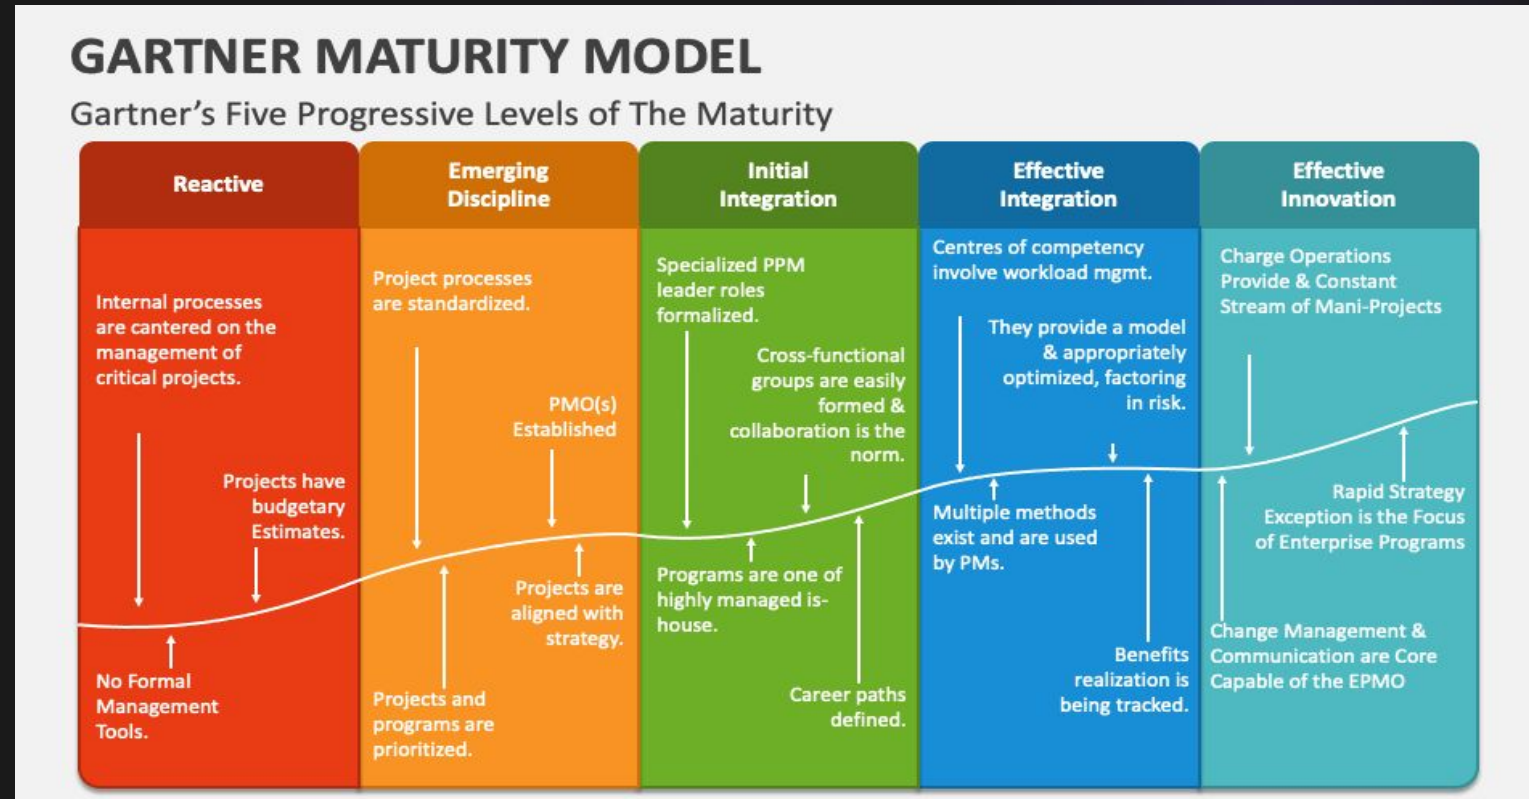 GARTNER MATURITY MODEL
Gartner's Five Progressive Levels of The Maturity
Reactive
Internal processes
are cantered on the
management of
critical projects.
Projects have
budgetary
Estimates.
No Formal
Management
Tools.
Emerging
Discipline
Project processes
are standardized.
PMO(s)
Established
Projects are
aligned with
strategy.
Projects and
programs are
prioritized.
Initial
Integration
Specialized PPM
leader roles
formalized.
Cross-functional
groups are easily
formed &
collaboration is the
norm.
Programs are one of
highly managed is-
house.
Career paths
defined.
Effective
Integration
Centres of competency
involve workload mgmt.
They provide a model
& appropriately
optimized, factoring
in risk.
Multiple methods
exist and are used
by PMs.
Benefits
realization is
being tracked.
Effective
Innovation
Charge Operations
Provide & Constant
Stream of Mani-Projects
Rapid Strategy
Exception is the Focus
of Enterprise Programs
Change Management &
Communication are Core
Capable of the EPMO